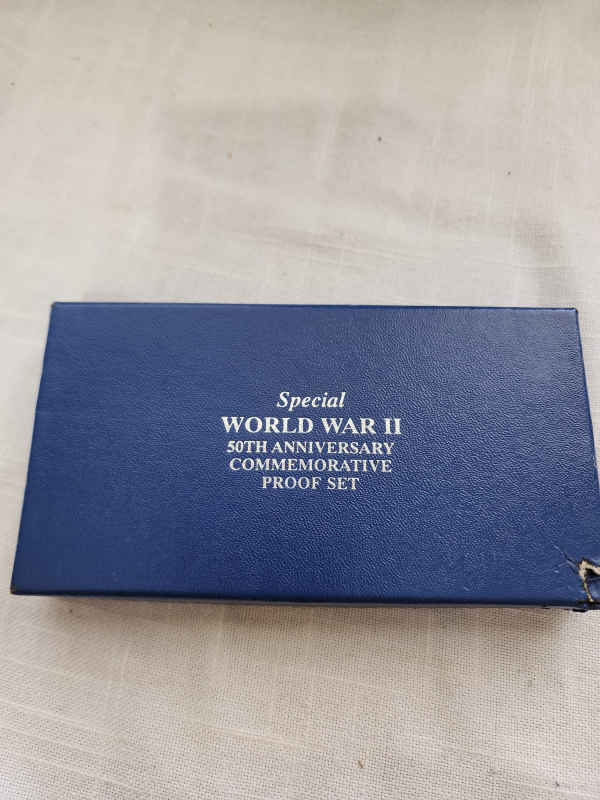 Special
WORLD WAR II
50TH ANNIVERSARY
COMMEMORATIVE
PROOF SET